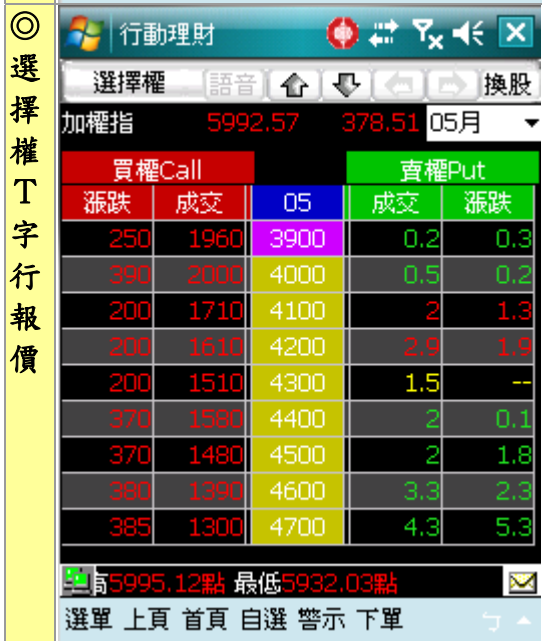 ◎選擇權T字行報價
行動理財
選擇權 語音 換股
加權指 5992.57 378.51 05月
買權Call 賣權Put
漲跌 成交 05 成交 漲跌
250 1960 3900 0.2 0.3
390 2000 4000 0.5 0.2
200 1710 4100 2 1.3
200 1610 4200 2.9 1.9
200 1510 4300 1.5 --
370 1580 4400 2 0.1
370 1480 4500 2 1.8
380 1390 4600 3.3 2.3
385 1300 4700 4.3 5.3
高5995.12點 最低5932.03點
選單 上頁 首頁 自選 警示 下單 ㄅ